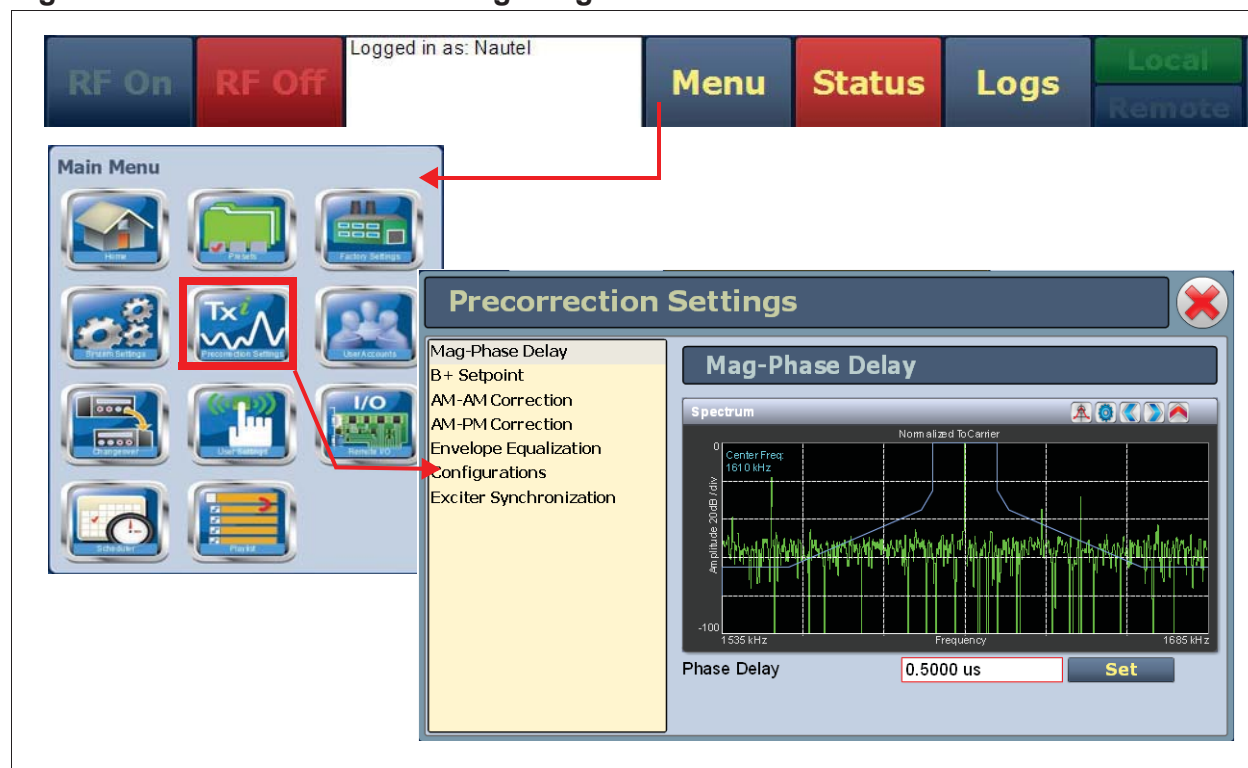 Logged in as: Nautel
RF On
RF Off
Menu
Status
Logs
Local
Remote
Main Menu
Home
Presets
Factory Settings
System Settings
Tx i
Precorrection Settings
User Accounts
Changeover
User Settings
I/O
Remote I/O
Scheduler
Playlist
Precorrection Settings
Mag-Phase Delay
B+ Setpoint
AM-AM Correction
AM-PM Correction
Envelope Equalization
Configurations
Exciter Synchronization
Mag-Phase Delay
Spectrum
Normalized To Carrier
0
Center Freq:
1610 kHz
Amplitude 20dB /div
-100
1535 kHz
Frequency
1685 kHz
Phase Delay
0.5000 us
Set